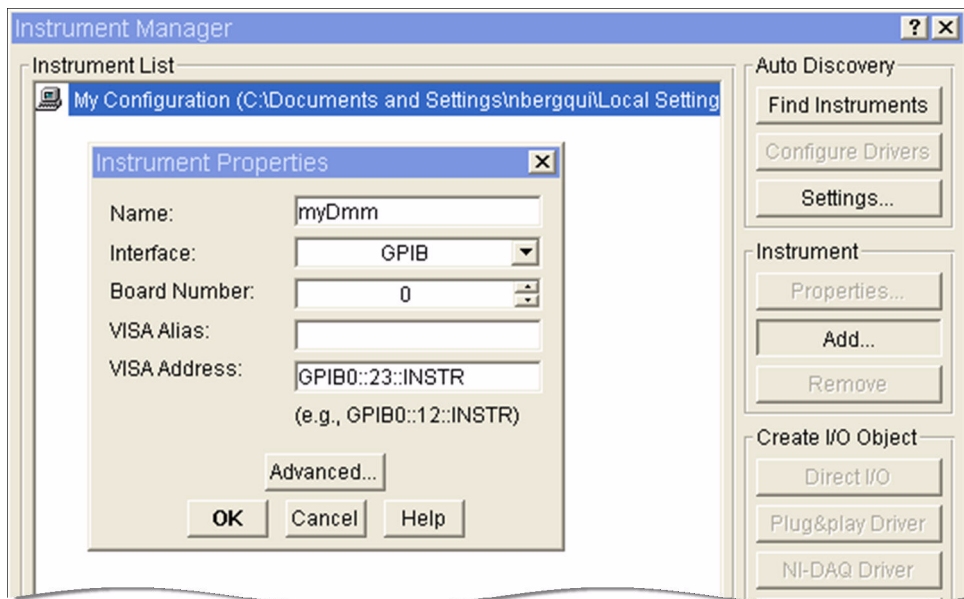 Instrument Manager
Instrument List
My Configuration (C:\Documents and Settings\nbergqui\Local Setting
Instrument Properties
Name:
myDmm
Interface:
GPIB
Board Number:
0
VISA Alias:
VISA Address:
GPIB0::23::INSTR
(e.g., GPIB0::12::INSTR)
Advanced...
OK
Cancel
Help
Auto Discovery
Find Instruments
Configure Drivers
Settings...
Instrument
Properties...
Add...
Remove
Create I/O Object
Direct I/O
Plug&play Driver
NI-DAQ Driver